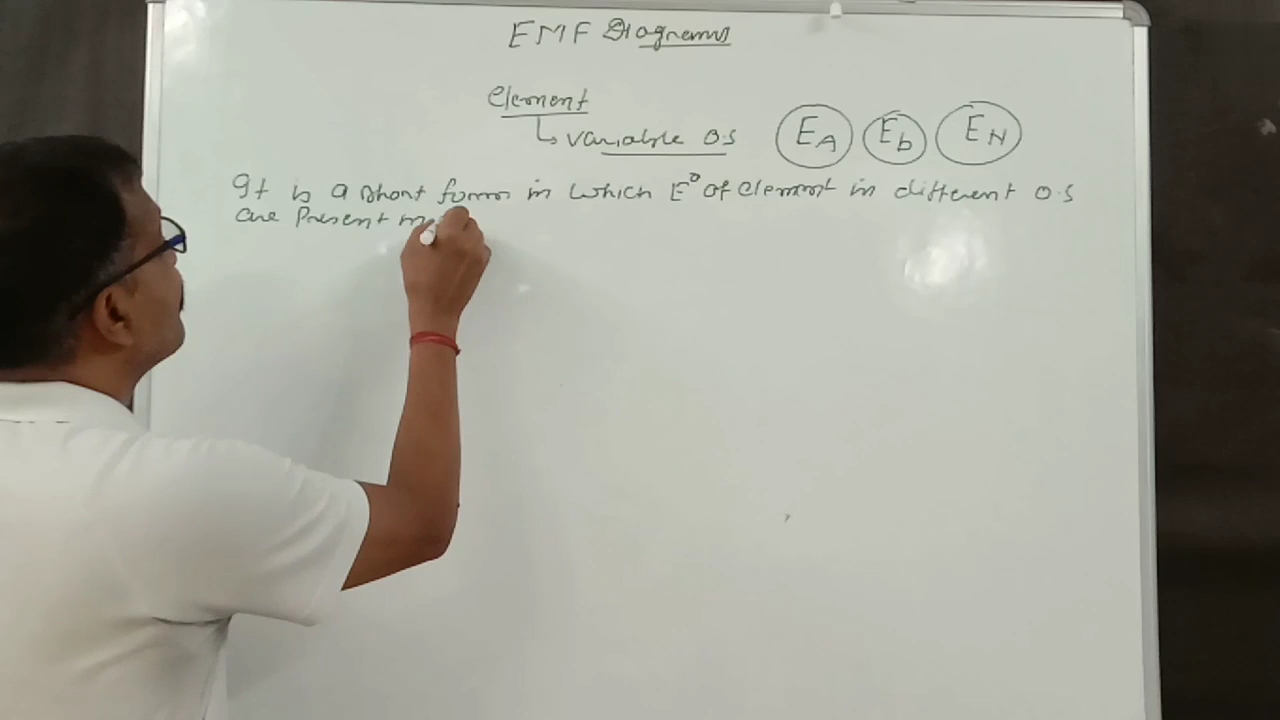 EMF Diagrams
Element
variable O.S
EA
Eb
EN
It is a short form in which E° of element in different O.S
are present